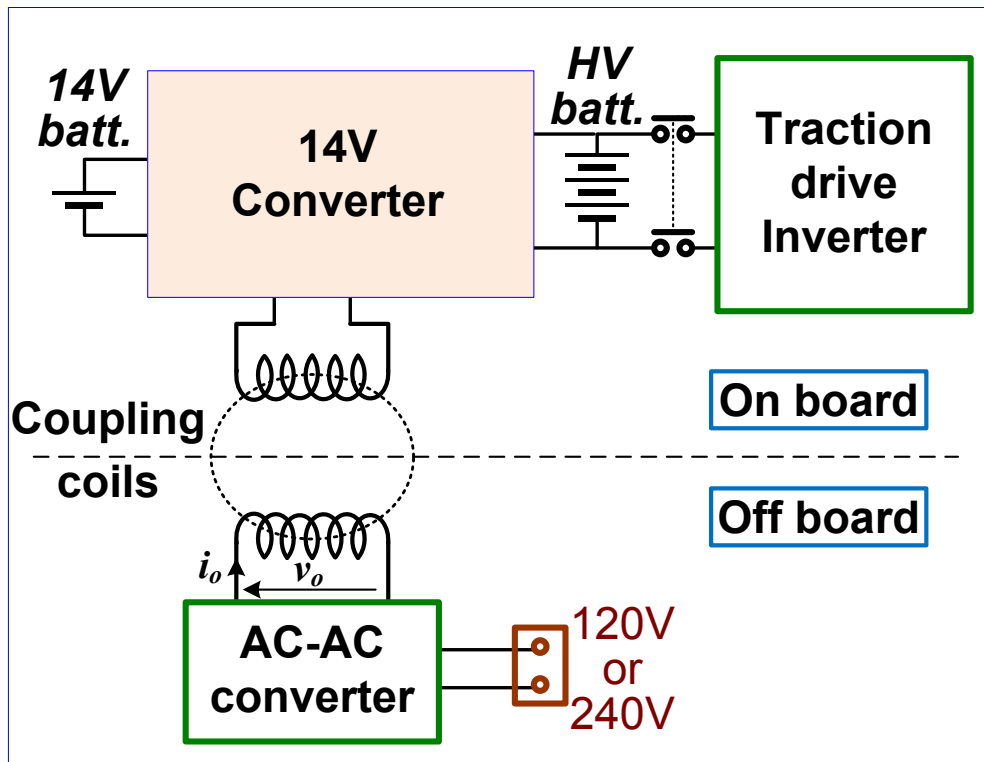 14V
batt.
14V
Converter
HV
batt.
Traction
drive
Inverter
Coupling
coils
On board
Off board
iₒ
vₒ
AC-AC
converter
120V
or
240V